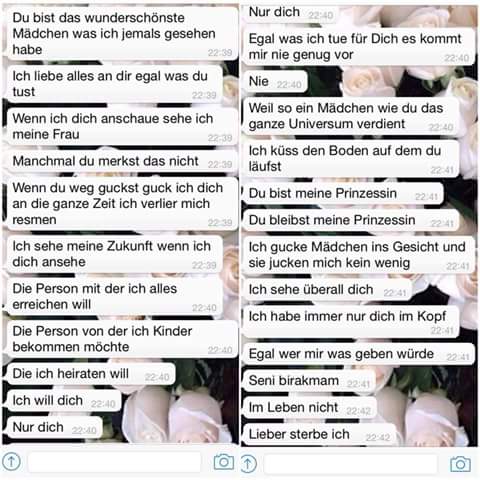 Du bist das wunderschönste
Mädchen was ich jemals gesehen
habe 22:39
Ich liebe alles an dir egal was du
tust 22:39
Wenn ich dich anschaue sehe ich
meine Frau 22:39
Manchmal du merkst das nicht 22:39
Wenn du weg guckst guck ich dich
an die ganze Zeit ich verlier mich
resmen 22:39
Ich sehe meine Zukunft wenn ich
dich ansehe 22:39
Die Person mit der ich alles
erreichen will 22:40
Die Person von der ich Kinder
bekommen möchte 22:40
Die ich heiraten will 22:40
Ich will dich 22:40
Nur dich 22:40
Nur dich 22:40
Egal was ich tue für Dich es kommt
mir nie genug vor 22:40
Nie 22:40
Weil so ein Mädchen wie du das
ganze Universum verdient 22:40
Ich küss den Boden auf dem du
läufst 22:41
Du bist meine Prinzessin 22:41
Du bleibst meine Prinzessin 22:41
Ich gucke Mädchen ins Gesicht und
sie jucken mich kein wenig 22:41
Ich sehe überall dich 22:41
Ich habe immer nur dich im Kopf
22:41
Egal wer mir was geben würde 22:41
Seni birakmam 22:41
Im Leben nicht 22:42
Lieber sterbe ich 22:42